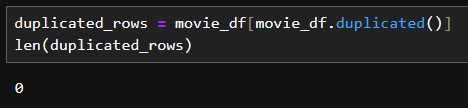 duplicated_rows = movie_df[movie_df.duplicated()]
len(duplicated_rows)
0